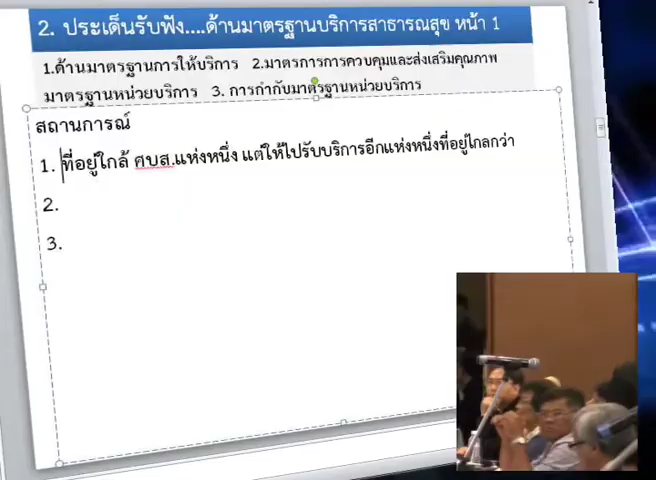 2. ประเด็นรับฟัง....ด้านมาตรฐานบริการสาธารณสุข หน้า 1
1.ด้านมาตรฐานการให้บริการ 2.มาตรการการควบคุมและส่งเสริมคุณภาพ
มาตรฐานหน่วยบริการ 3. การกำกับมาตรฐานหน่วยบริการ
สถานการณ์
1. ที่อยู่ใกล้ ศบส.แห่งหนึ่ง แต่ให้ไปรับบริการอีกแห่งหนึ่งที่อยู่ไกลกว่า
2.
3.